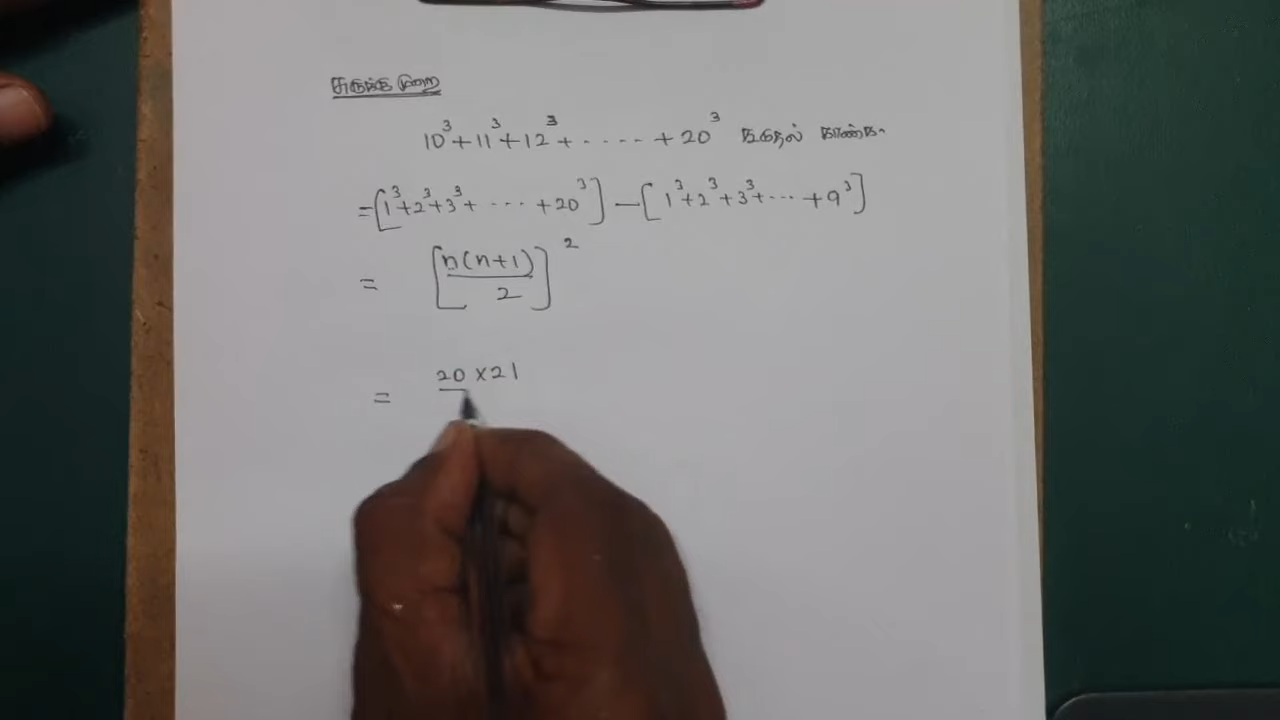 சுருக்கு முறை
10³ + 11³ + 12³ + ..... + 20³ கூடுதல் காண்க.
= [1³ + 2³ + 3³ + ... + 20³] - [1³ + 2³ + 3³ + ... + 9³]
= [n(n+1)/2]²
= 20 × 21